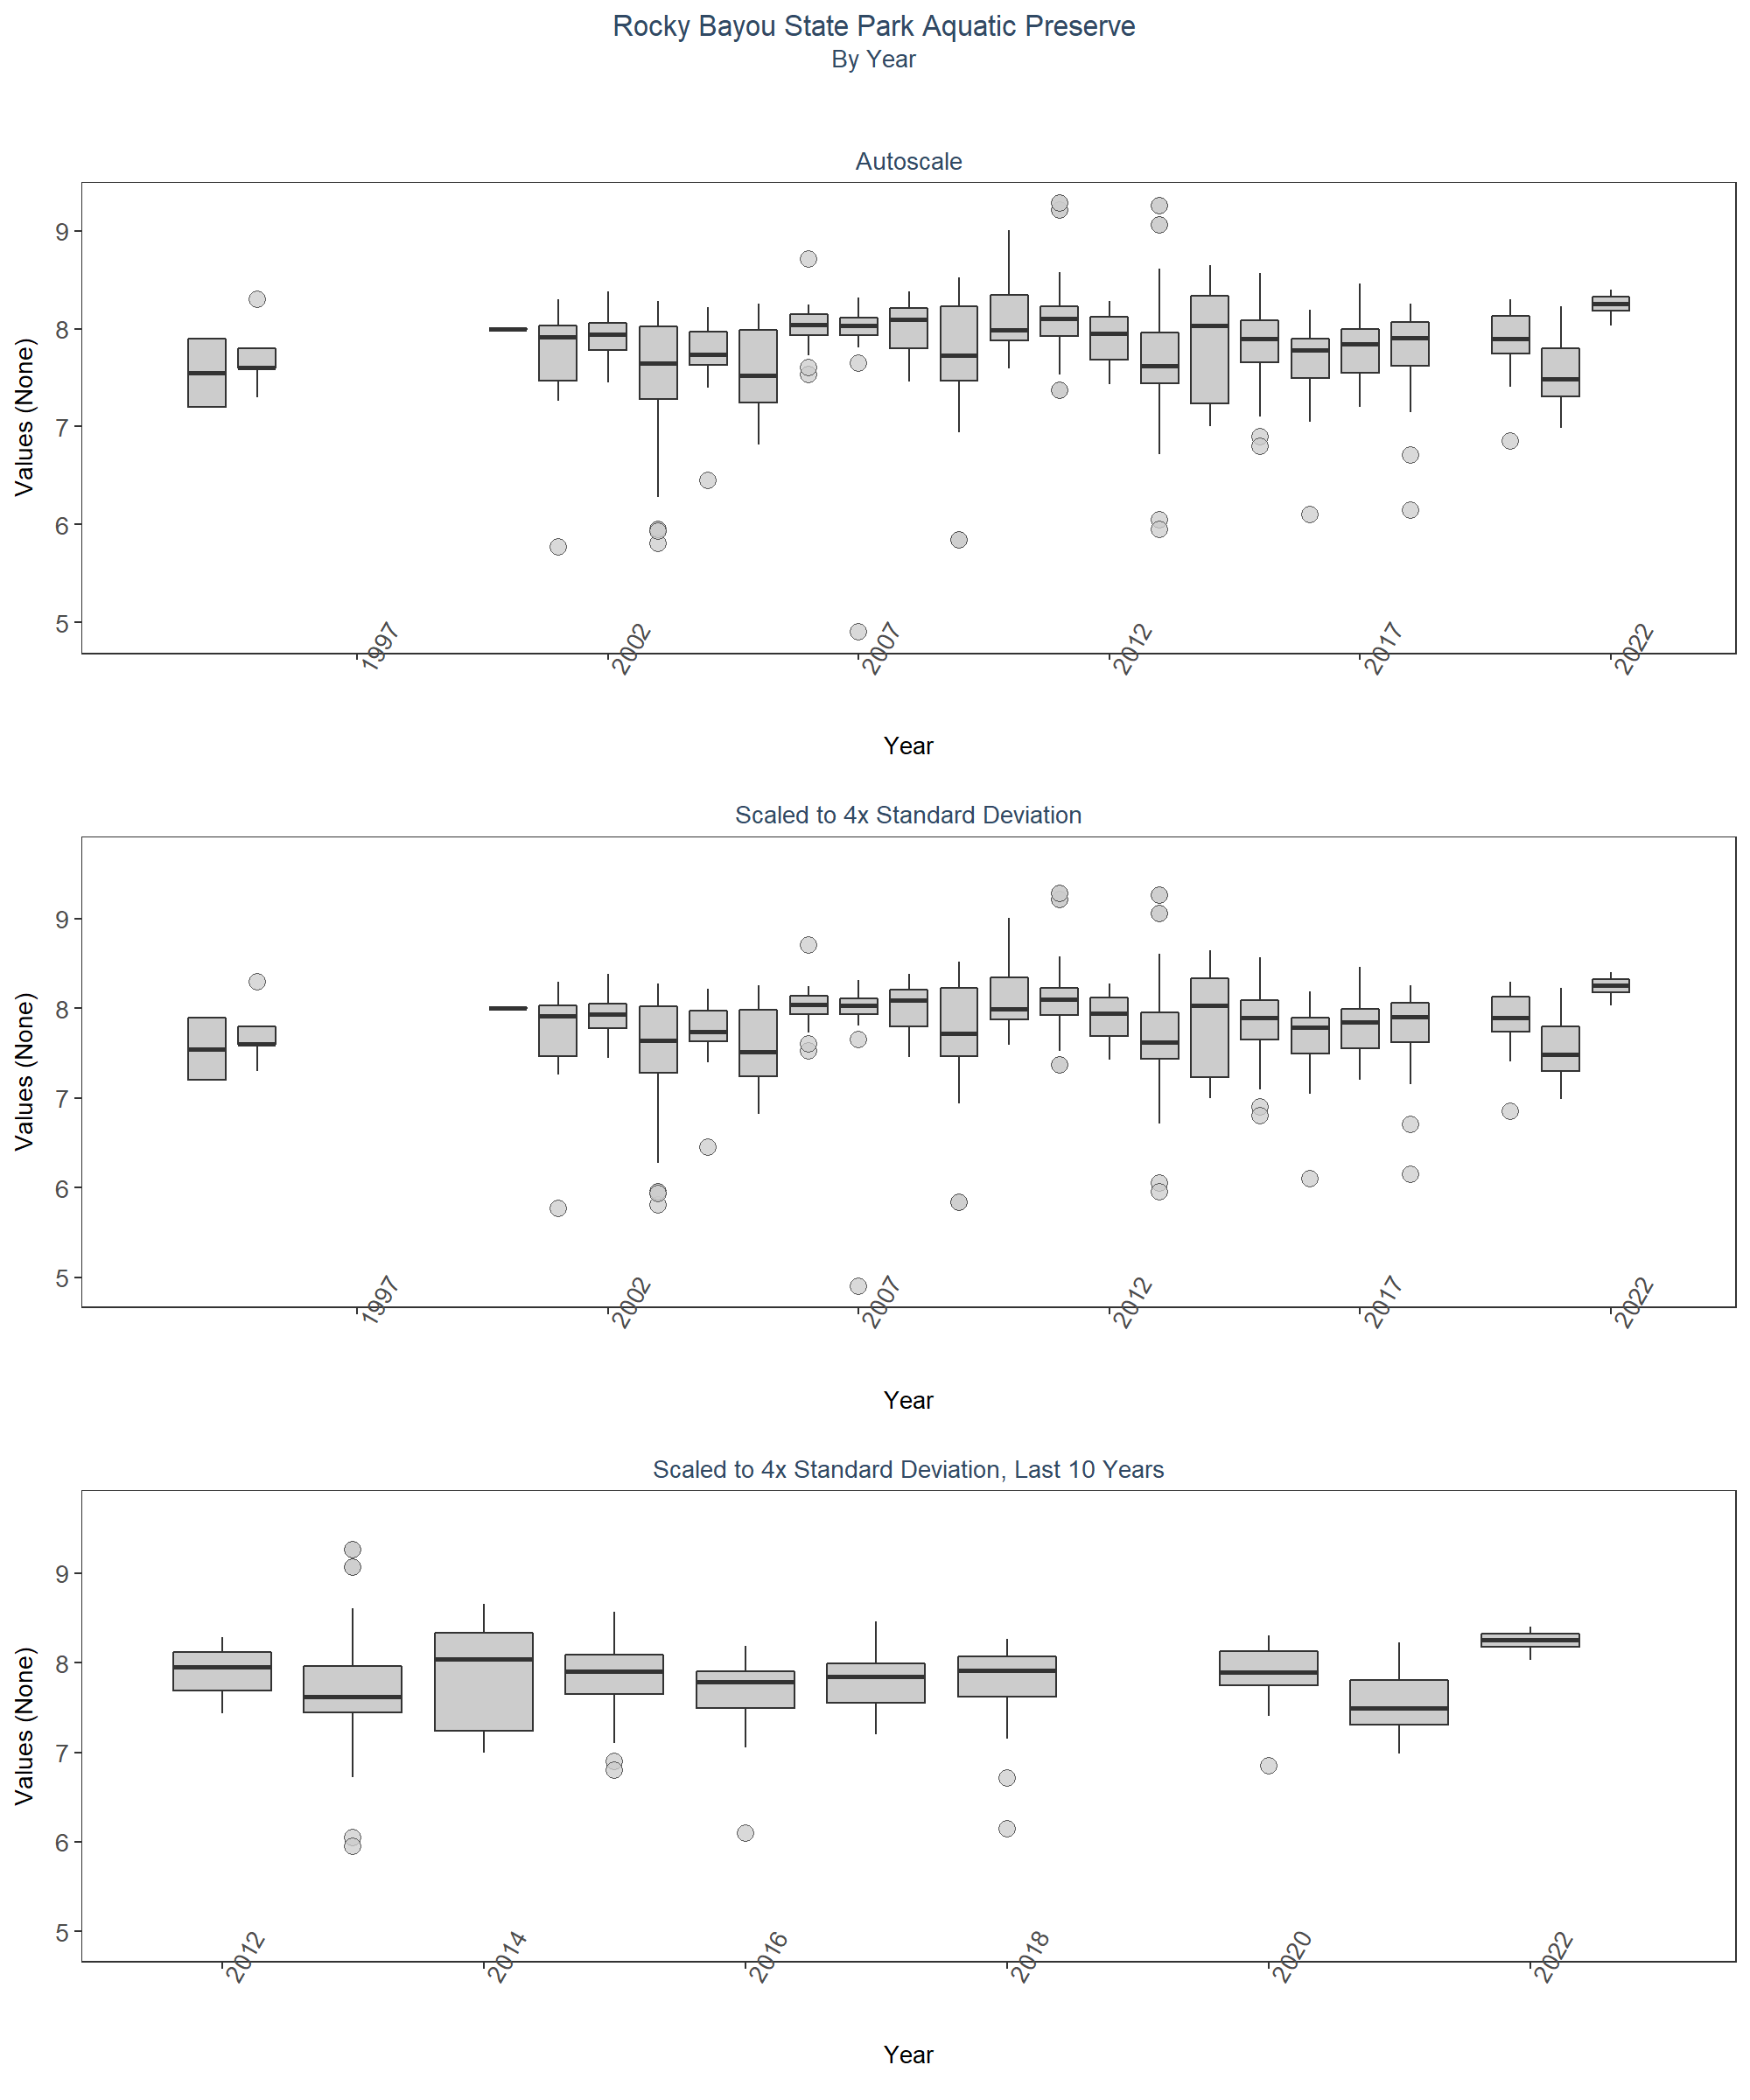 Rocky Bayou State Park Aquatic Preserve
By Year
Autoscale
Values (None)
9
8
7
6
5
1997 2002 2007 2012 2017 2022
Year
Scaled to 4x Standard Deviation
Values (None)
9
8
7
6
5
1997 2002 2007 2012 2017 2022
Year
Scaled to 4x Standard Deviation, Last 10 Years
Values (None)
9
8
7
6
5
2012 2014 2016 2018 2020 2022
Year